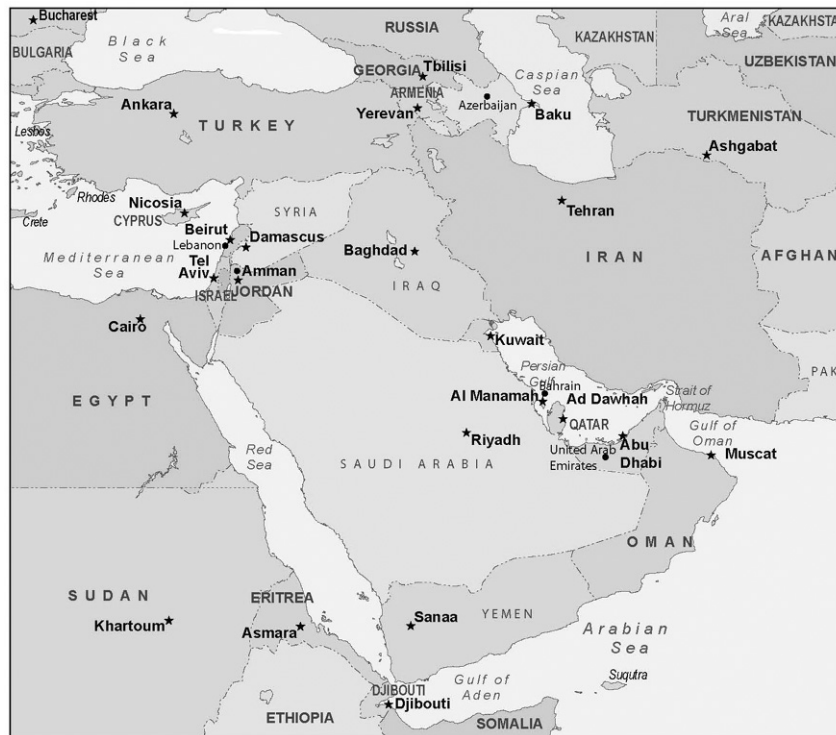 Bucharest
RUSSIA
KAZAKHSTAN
Aral
Sea
KAZAKHSTA
BULGARIA
Black
Sea
UZBEKISTAN
GEORGIA
Tbilisi
Caspian
Sea
ARMENIA
Azerbaijan
Ankara
TURKEY
Yerevan
Baku
TURKMENISTAN
Lesbos
Ashgabat
Rhodes
Nicosia
CYPRUS
Crete
SYRIA
Tehran
Beirut
Lebanon
Damascus
Mediterranean
Sea
Tel
Aviv
Baghdad
IRAN
AFGHAN
Amman
ISRAEL
JORDAN
IRAQ
Cairo
Kuwait
Persian
Gulf
PAK
EGYPT
Bahrain
Al Manamah
Ad Dawhah
Strait of
Hormuz
QATAR
Gulf of
Oman
Red
Sea
Riyadh
SAUDI ARABIA
United Arab
Emirates
Abu
Dhabi
Muscat
OMAN
SUDAN
ERITREA
Khartoum
Asmara
Sanaa
YEMEN
Arabian
Sea
Suqutra
DJIBOUTI
Djibouti
Gulf of
Aden
ETHIOPIA
SOMALIA